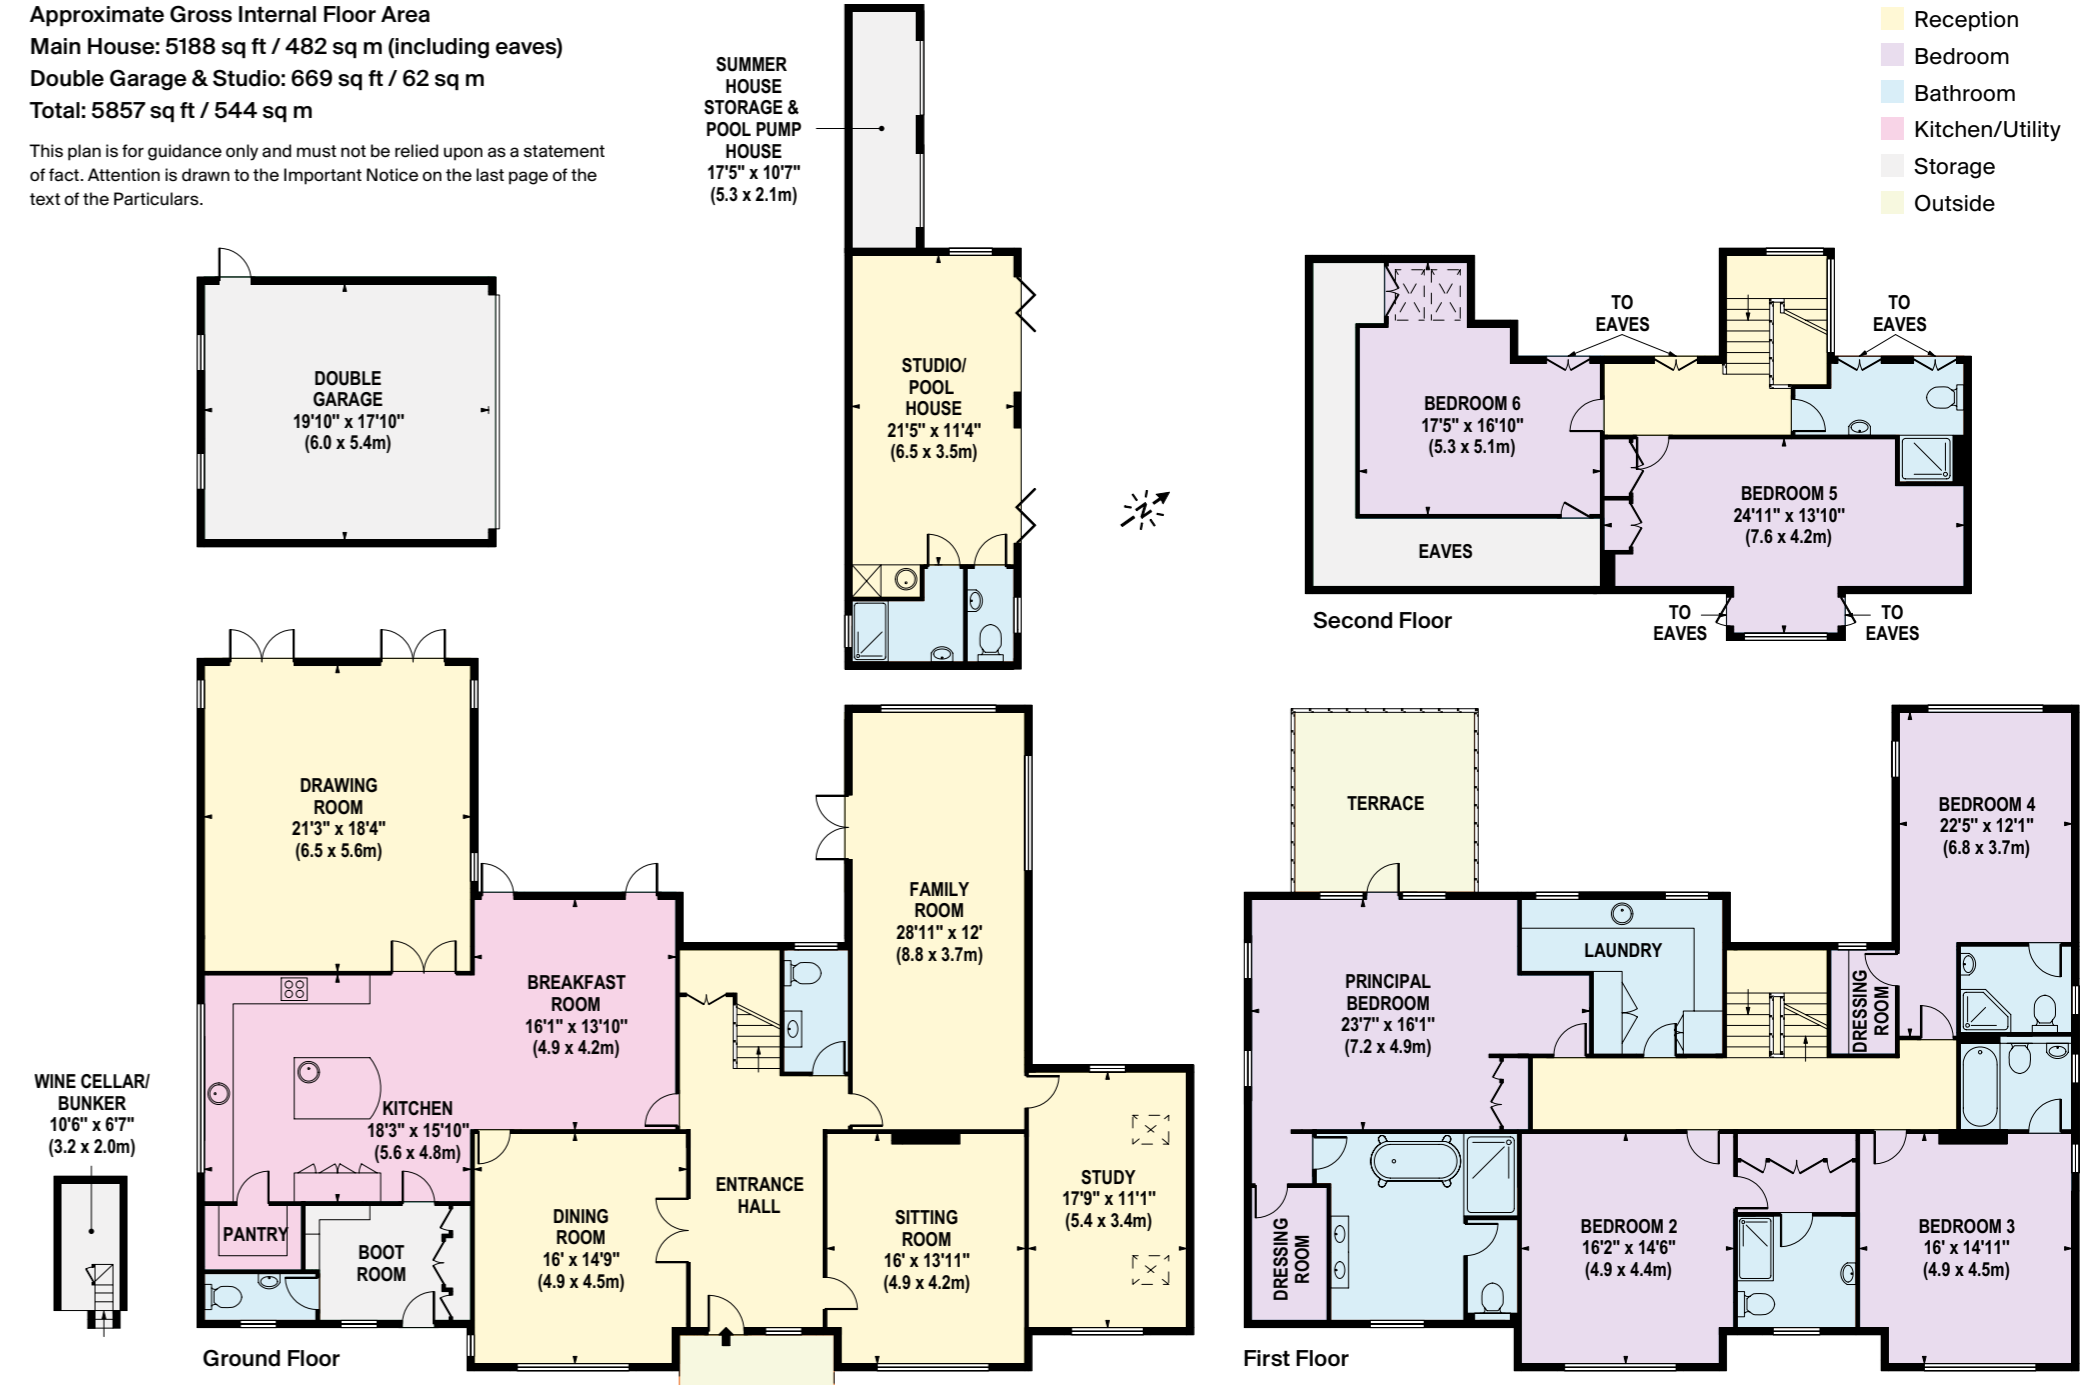 Approximate Gross Internal Floor Area
Main House: 5188 sq ft / 482 sq m (including eaves)
Double Garage & Studio: 669 sq ft / 62 sq m
Total: 5857 sq ft / 544 sq m
This plan is for guidance only and must not be relied upon as a statement
of fact. Attention is drawn to the Important Notice on the last page of the
text of the Particulars.
Reception
Bedroom
Bathroom
Kitchen/Utility
Storage
Outside
SUMMER
HOUSE
STORAGE &
POOL PUMP
HOUSE
17'5" x 10'7"
(5.3 x 2.1m)
DOUBLE
GARAGE
19'10" x 17'10"
(6.0 x 5.4m)
STUDIO/
POOL
HOUSE
21'5" x 11'4"
(6.5 x 3.5m)
N
TO
EAVES
TO
EAVES
BEDROOM 6
17'5" x 16'10"
(5.3 x 5.1m)
BEDROOM 5
24'11" x 13'10"
(7.6 x 4.2m)
EAVES
TO
EAVES
TO
EAVES
Second Floor
DRAWING
ROOM
21'3" x 18'4"
(6.5 x 5.6m)
FAMILY
ROOM
28'11" x 12'
(8.8 x 3.7m)
BREAKFAST
ROOM
16'1" x 13'10"
(4.9 x 4.2m)
WINE CELLAR/
BUNKER
10'6" x 6'7"
(3.2 x 2.0m)
KITCHEN
18'3" x 15'10"
(5.6 x 4.8m)
PANTRY
BOOT
ROOM
DINING
ROOM
16' x 14'9"
(4.9 x 4.5m)
ENTRANCE
HALL
SITTING
ROOM
16' x 13'11"
(4.9 x 4.2m)
STUDY
17'9" x 11'1"
(5.4 x 3.4m)
Ground Floor
TERRACE
BEDROOM 4
22'5" x 12'1"
(6.8 x 3.7m)
LAUNDRY
PRINCIPAL
BEDROOM
23'7" x 16'1"
(7.2 x 4.9m)
DRESSING
ROOM
DRESSING
ROOM
BEDROOM 2
16'2" x 14'6"
(4.9 x 4.4m)
BEDROOM 3
16' x 14'11"
(4.9 x 4.5m)
First Floor